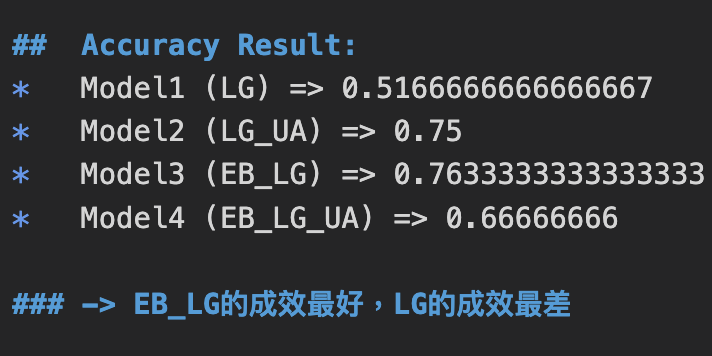 ##  Accuracy Result:
*   Model1 (LG) => 0.5166666666666667
*   Model2 (LG_UA) => 0.75
*   Model3 (EB_LG) => 0.7633333333333333
*   Model4 (EB_LG_UA) => 0.66666666
### -> EB_LG的成效最好，LG的成效最差